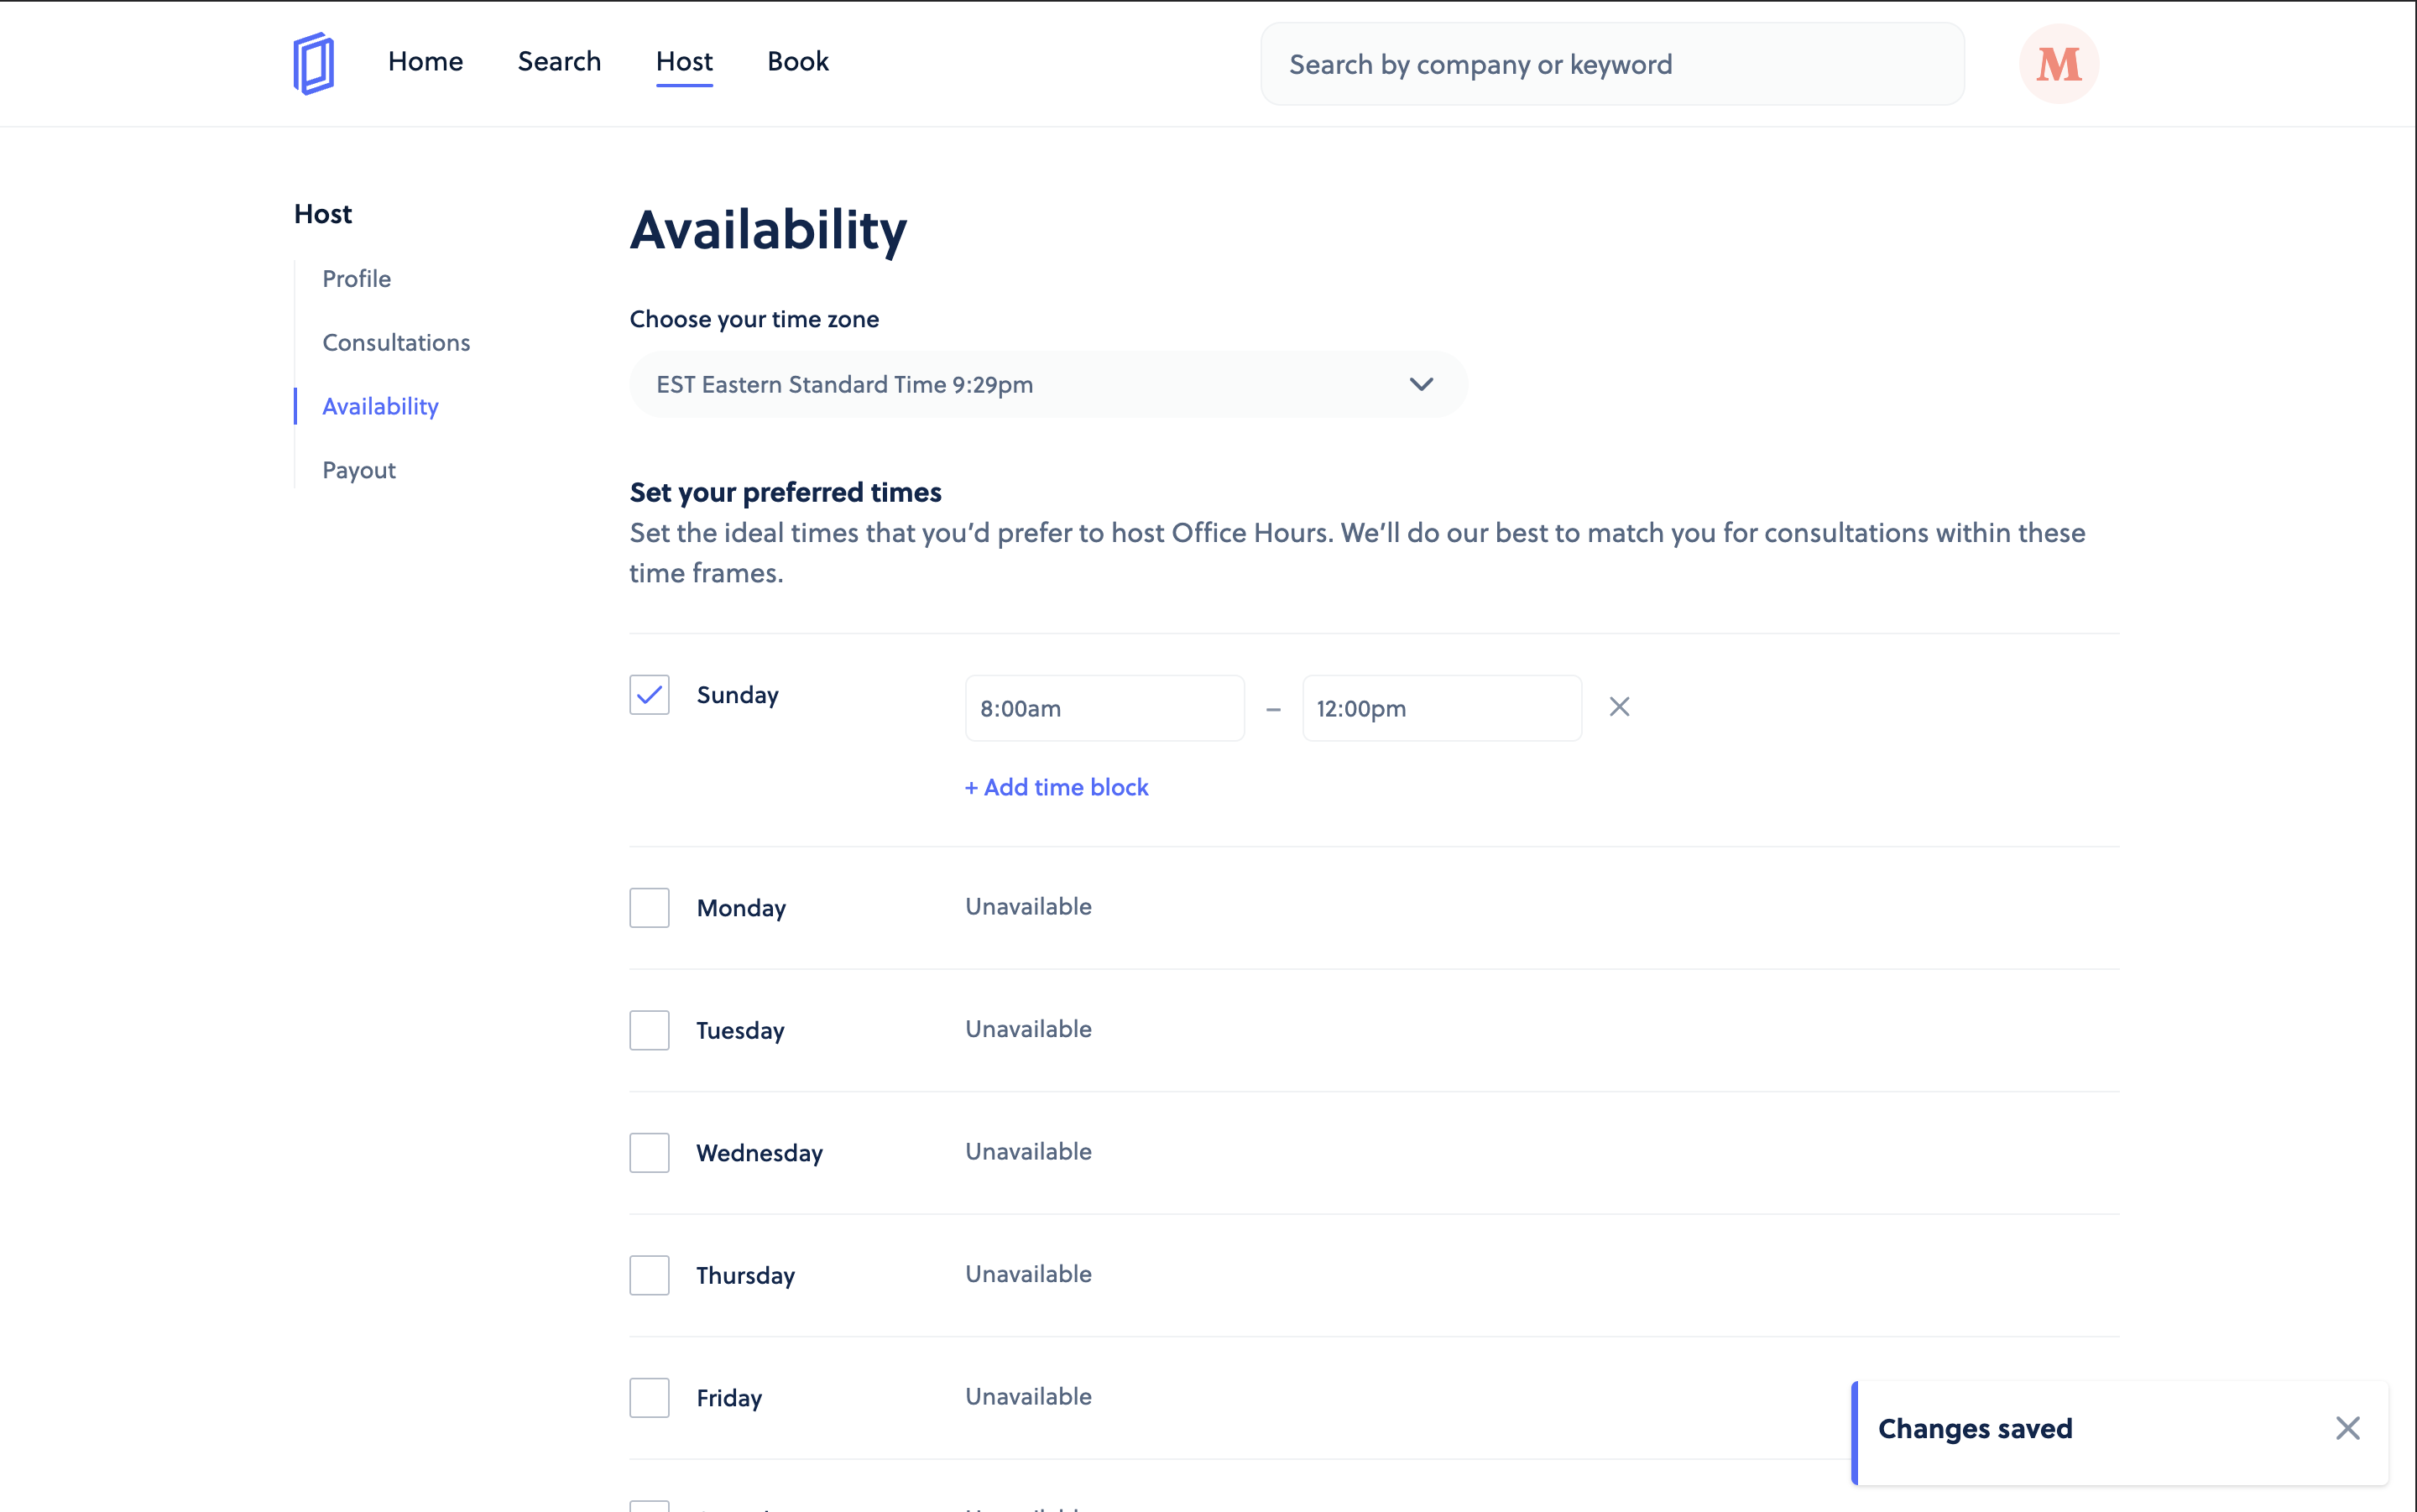 Home
Search
Host
Book
Search by company or keyword
M
Host
Profile
Consultations
Availability
Payout
Availability
Choose your time zone
EST Eastern Standard Time 9:29pm
Set your preferred times
Set the ideal times that you’d prefer to host Office Hours. We’ll do our best to match you for consultations within these
time frames.
Sunday
8:00am – 12:00pm
+ Add time block
Monday
Unavailable
Tuesday
Unavailable
Wednesday
Unavailable
Thursday
Unavailable
Friday
Unavailable
Changes saved